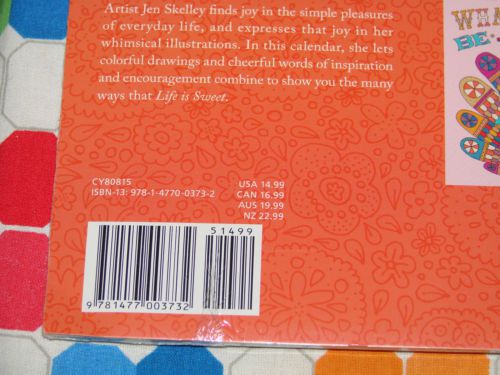 Artist Jen Skelley finds joy in the simple pleasures
of everyday life, and expresses that joy in her
whimsical illustrations. In this calendar, she lets
colorful drawings and cheerful words of inspiration
and encouragement combine to show you the many
ways that Life is Sweet.
BE
CY80815
ISBN-13: 978-1-4770-0373-2
USA 14.99
CAN 16.99
AUS 19.99
NZ 22.99
51499
9 781477 003732